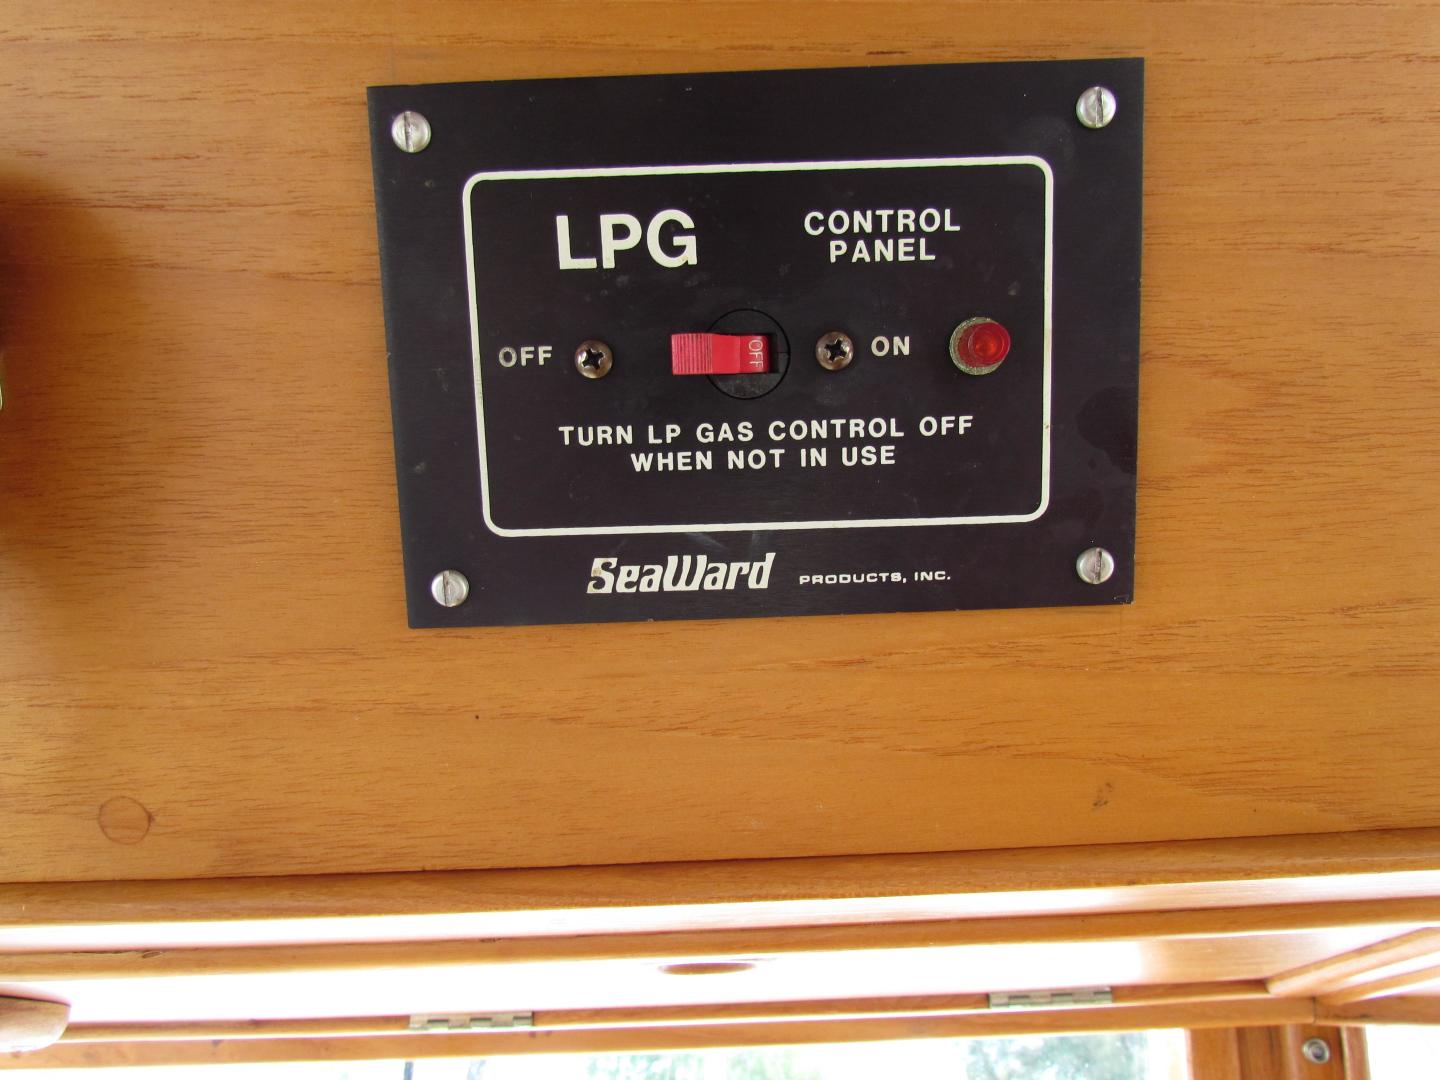 LPG
CONTROL
PANEL
OFF
OFF
ON
TURN LP GAS CONTROL OFF
WHEN NOT IN USE
SeaWard PRODUCTS, INC.